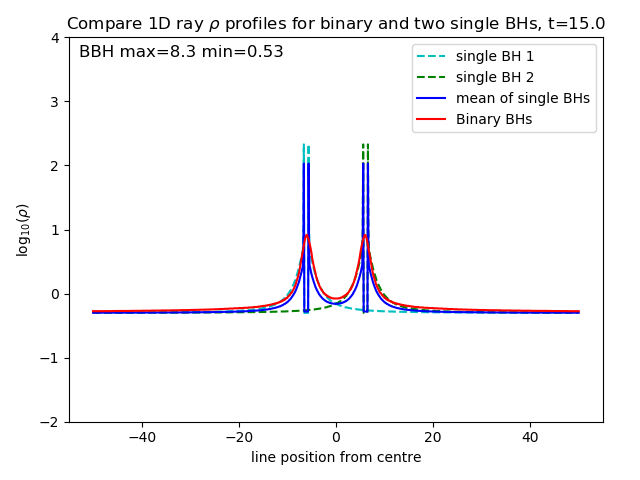 Compare 1D ray ρ profiles for binary and two single BHs, t=15.0
BBH max=8.3 min=0.53
single BH 1
single BH 2
mean of single BHs
Binary BHs
4
3
2
1
0
−1
−2
log₁₀(ρ)
−40 −20 0 20 40
line position from centre